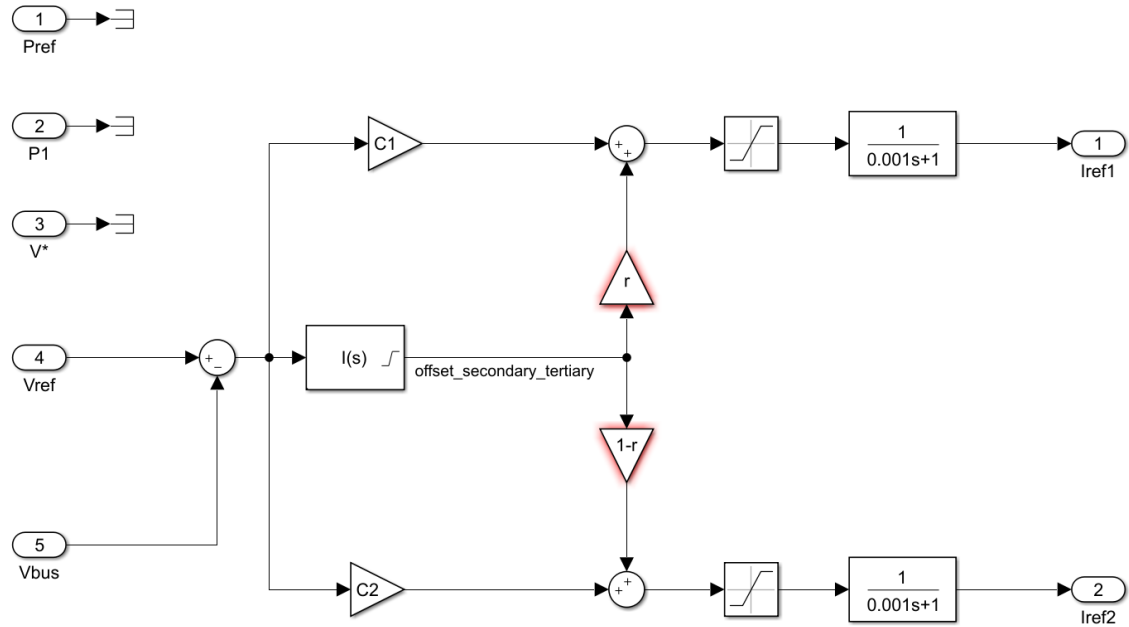 1
Pref
2
P1
3
V*
4
Vref
5
Vbus
+
−
C1
I(s)
offset_secondary_tertiary
C2
r
1-r
+
+
+
+
1
0.001s+1
1
0.001s+1
1
Iref1
2
Iref2